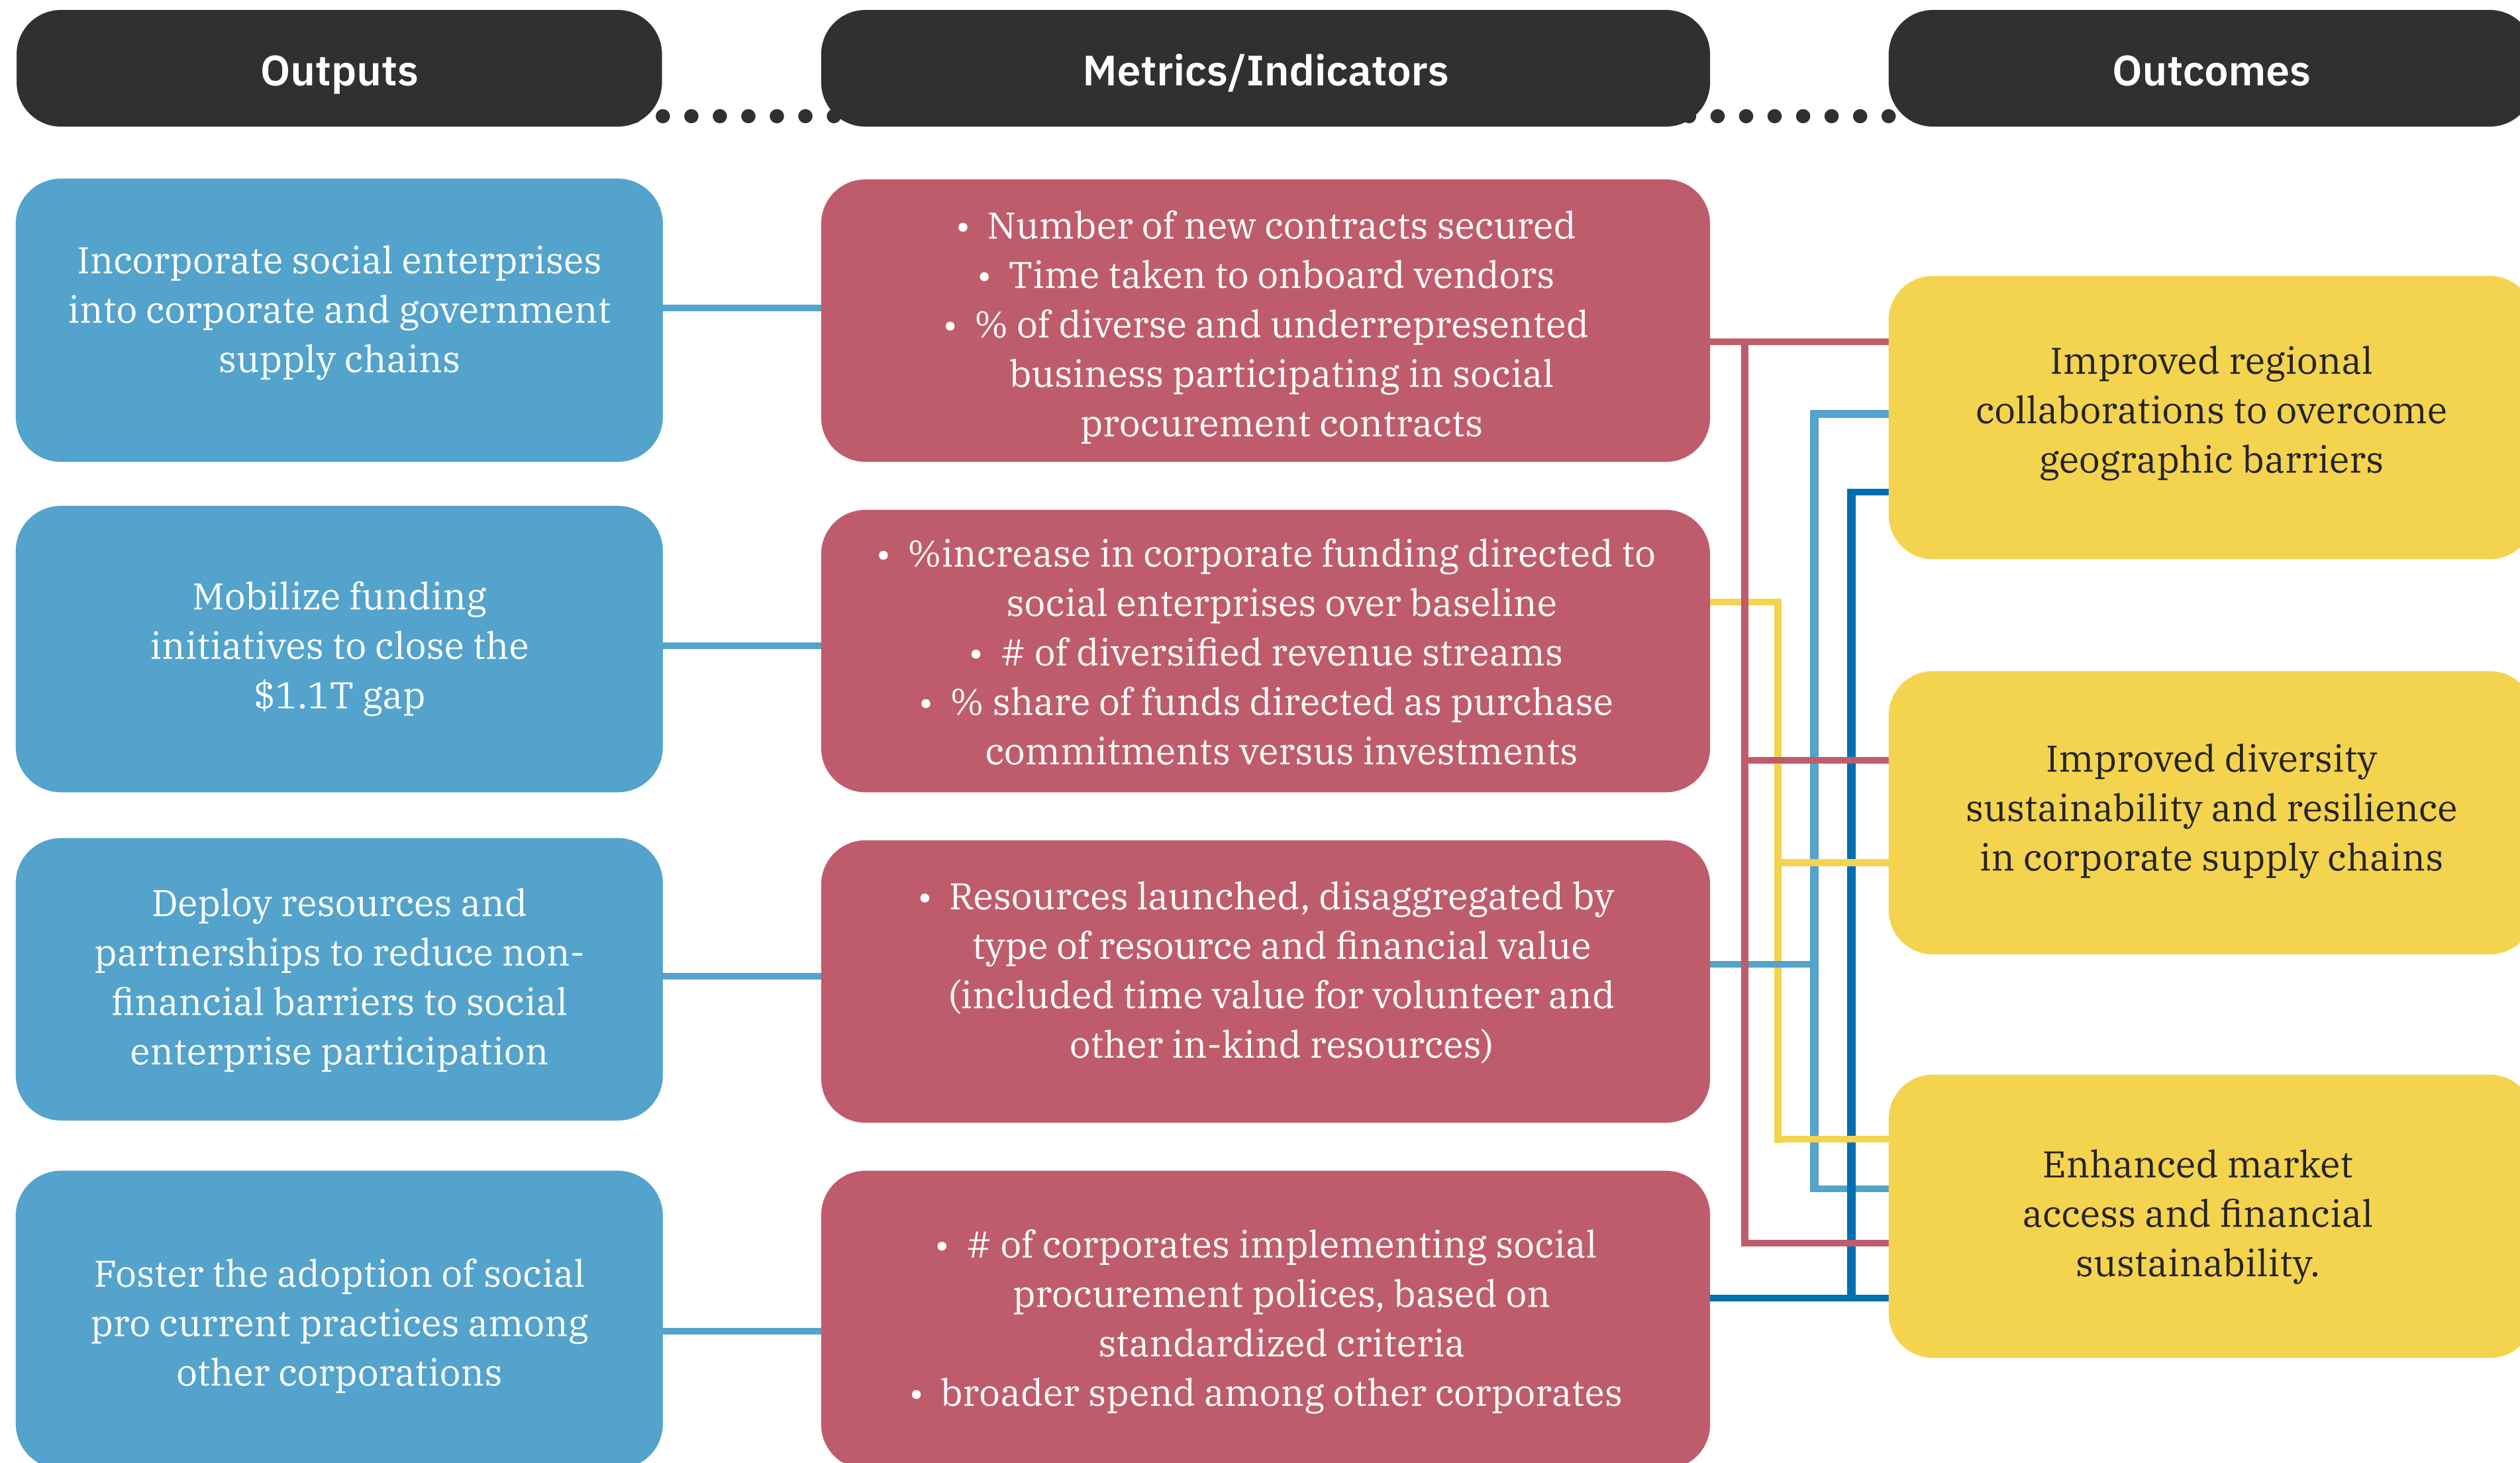 Outputs
Metrics/Indicators
Outcomes
Incorporate social enterprises
into corporate and government
supply chains
• Number of new contracts secured
• Time taken to onboard vendors
• % of diverse and underrepresented
business participating in social
procurement contracts
Improved regional
collaborations to overcome
geographic barriers
Mobilize funding
initiatives to close the
$1.1T gap
• %increase in corporate funding directed to
social enterprises over baseline
• # of diversified revenue streams
• % share of funds directed as purchase
commitments versus investments
Improved diversity
sustainability and resilience
in corporate supply chains
Deploy resources and
partnerships to reduce non-
financial barriers to social
enterprise participation
• Resources launched, disaggregated by
type of resource and financial value
(included time value for volunteer and
other in-kind resources)
Enhanced market
access and financial
sustainability.
Foster the adoption of social
pro current practices among
other corporations
• # of corporates implementing social
procurement polices, based on
standardized criteria
• broader spend among other corporates